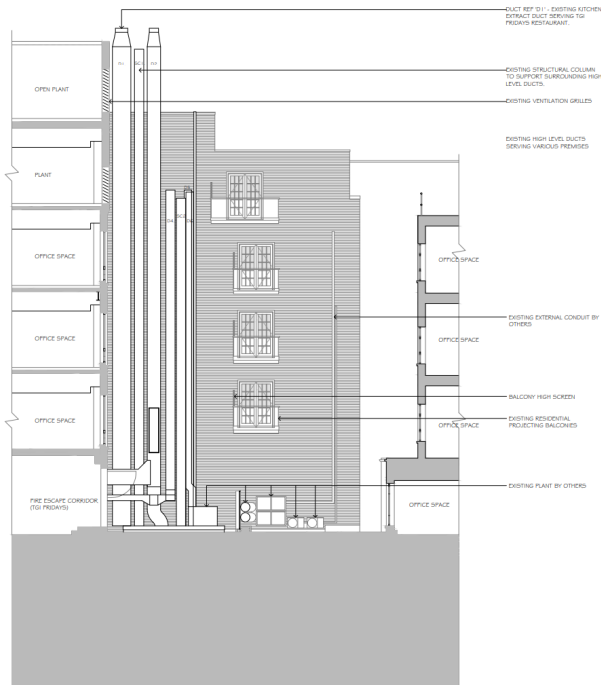 DUCT REF 'D1' - EXISTING KITCHEN
EXTRACT DUCT SERVING TGI
FRIDAYS RESTAURANT.
EXISTING STRUCTURAL COLUMN
TO SUPPORT SURROUNDING HIGH
LEVEL DUCTS.
OPEN PLANT
EXISTING VENTILATION GRILLES
EXISTING HIGH LEVEL DUCTS
SERVING VARIOUS PREMISES
PLANT
OFFICE SPACE
OFFICE SPACE
EXISTING EXTERNAL CONDUIT BY
OTHERS
OFFICE SPACE
OFFICE SPACE
BALCONY HIGH SCREEN
EXISTING RESIDENTIAL
PROJECTING BALCONIES
OFFICE SPACE
OFFICE SPACE
EXISTING PLANT BY OTHERS
FIRE ESCAPE CORRIDOR
(TGI FRIDAYS)
OFFICE SPACE